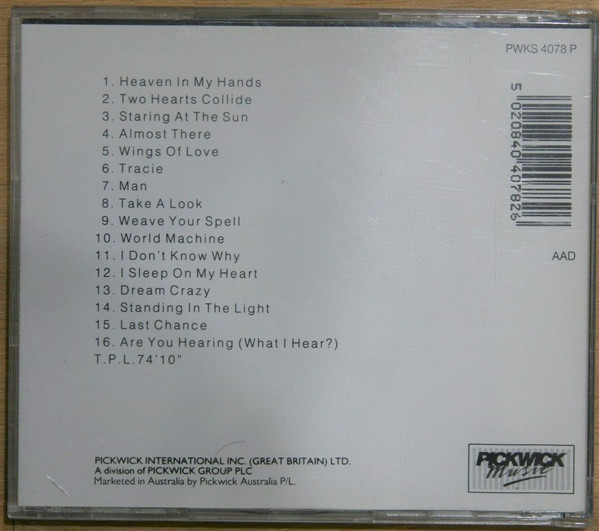 PWKS 4078 P
1. Heaven In My Hands
2. Two Hearts Collide
3. Staring At The Sun
4. Almost There
5. Wings Of Love
6. Tracie
7. Man
8. Take A Look
9. Weave Your Spell
10. World Machine
11. I Don't Know Why
12. I Sleep On My Heart
13. Dream Crazy
14. Standing In The Light
15. Last Chance
16. Are You Hearing (What I Hear?)
T.P.L.74'10"
5 020840 407826
AAD
PICKWICK INTERNATIONAL INC. (GREAT BRITAIN) LTD.
A division of PICKWICK GROUP PLC
Marketed in Australia by Pickwick Australia P/L.
PICKWICK
Music